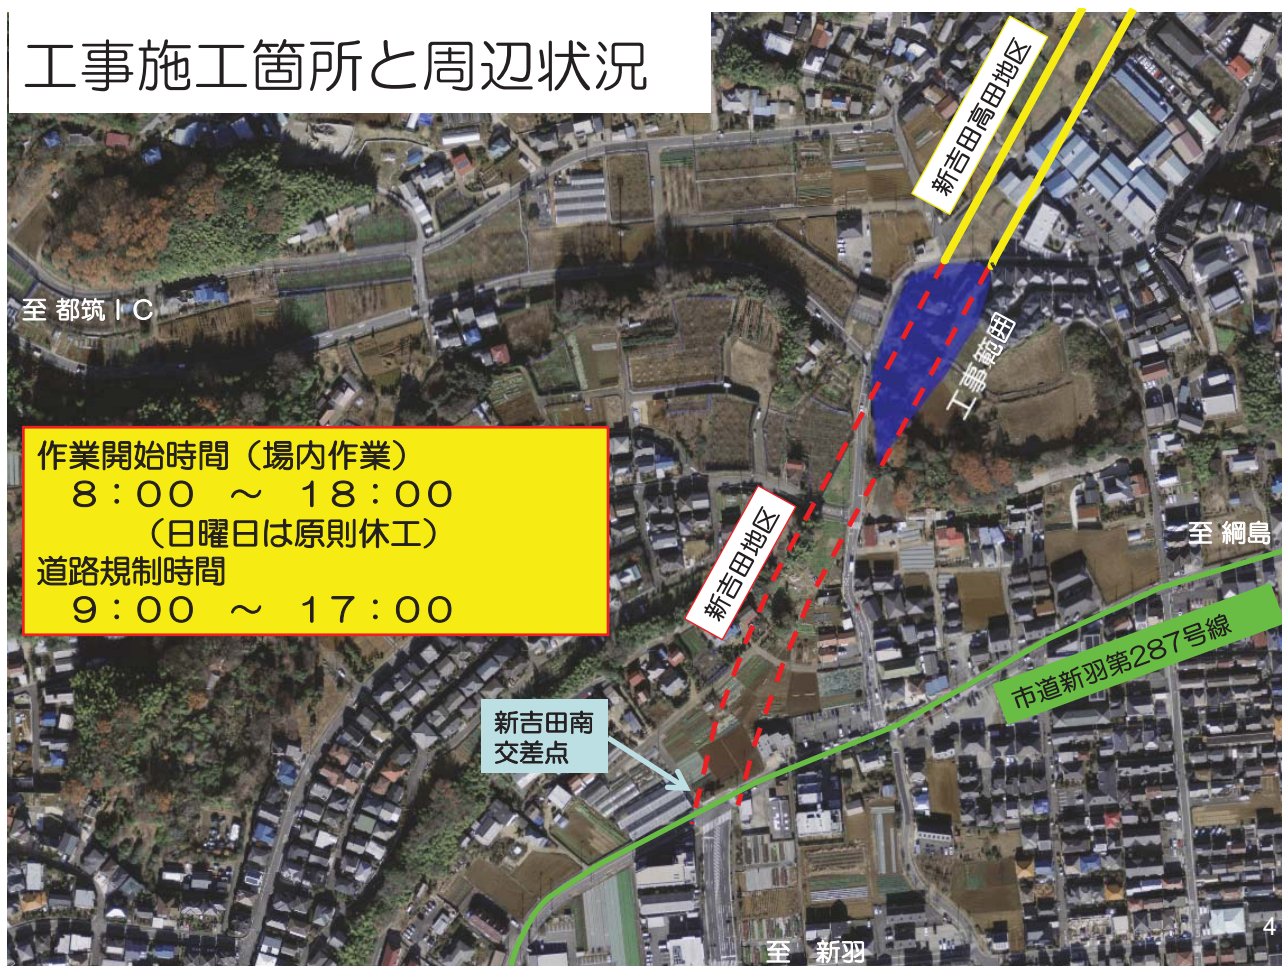 工事施工箇所と周辺状況
新吉田高田地区
至 都筑ＩＣ
工事範囲
作業開始時間（場内作業）
８：００　～　１８：００
（日曜日は原則休工）
道路規制時間
９：００　～　１７：００
新吉田地区
至 綱島
市道新羽第287号線
新吉田南
交差点
至　新羽
4